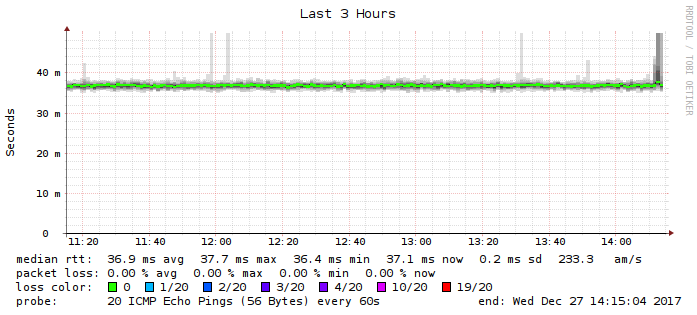 Last 3 Hours
RRDTOOL / TOBI OETIKER
Seconds
40 m
30 m
20 m
10 m
0
11:20 11:40 12:00 12:20 12:40 13:00 13:20 13:40 14:00
median rtt: 36.9 ms avg 37.7 ms max 36.4 ms min 37.1 ms now 0.2 ms sd 233.3 am/s
packet loss: 0.00 % avg 0.00 % max 0.00 % min 0.00 % now
loss color: 0 1/20 2/20 3/20 4/20 10/20 19/20
probe: 20 ICMP Echo Pings (56 Bytes) every 60s end: Wed Dec 27 14:15:04 2017